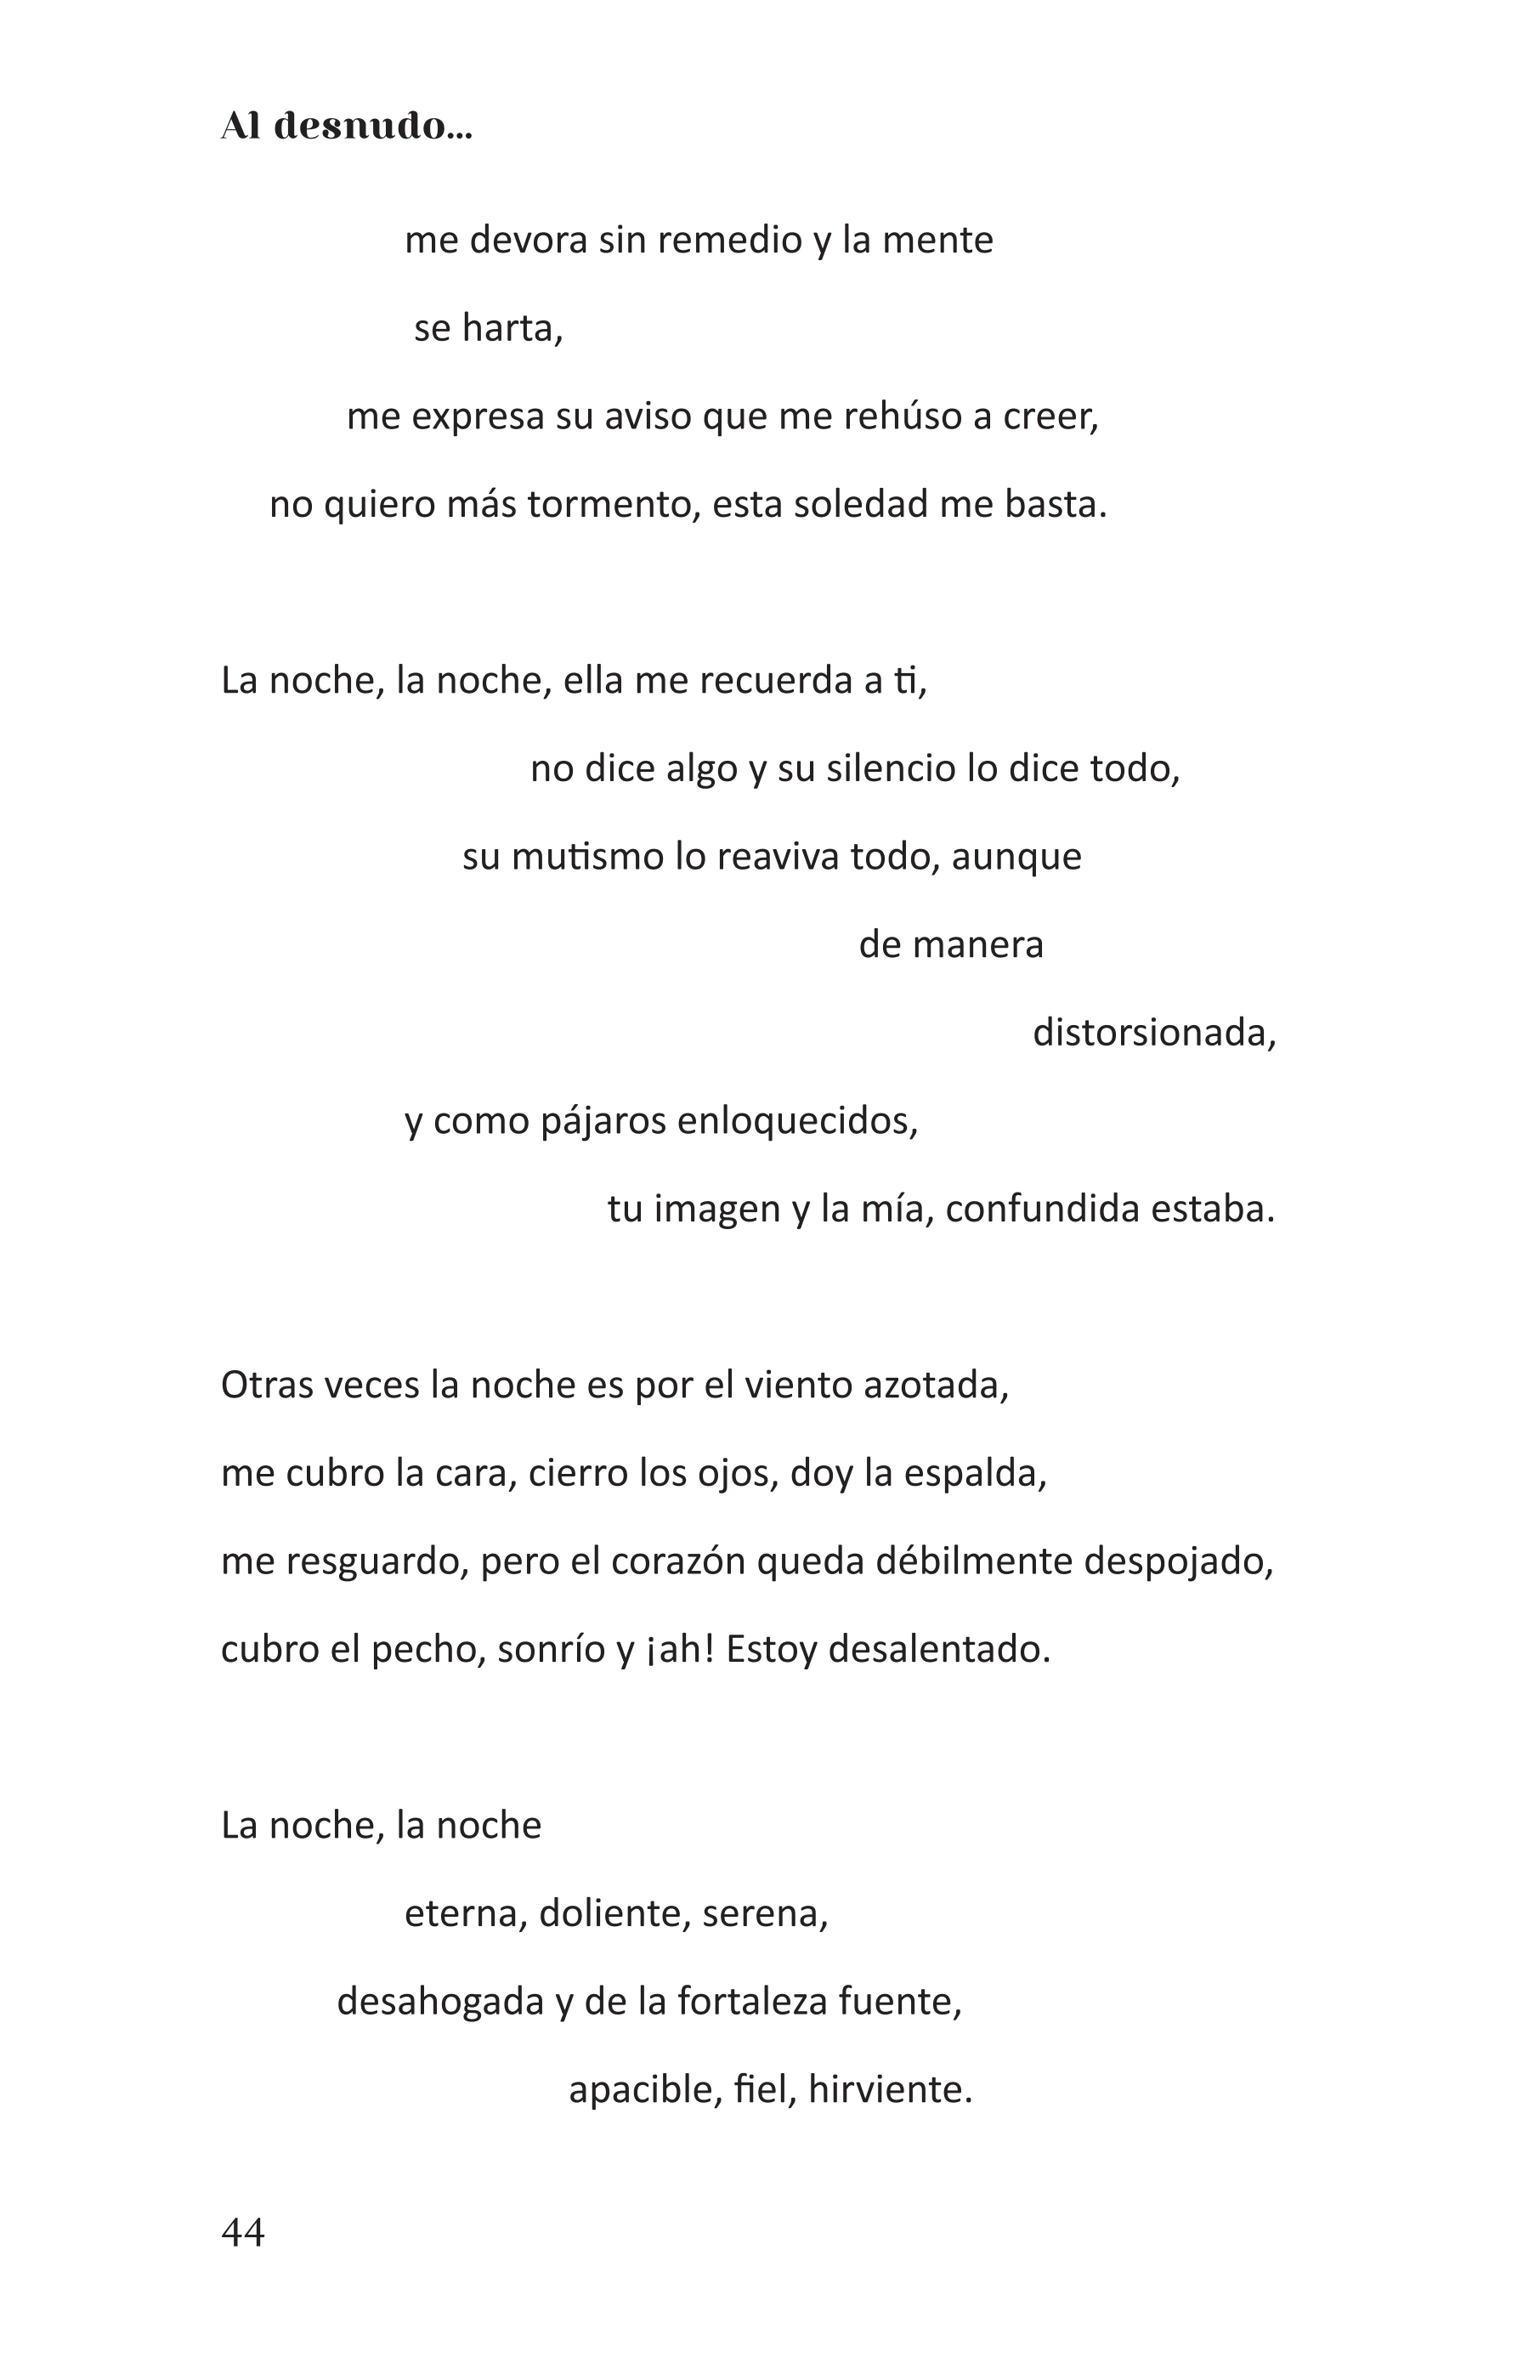 Al desnudo...
me devora sin remedio y la mente
se harta,
me expresa su aviso que me rehúso a creer,
no quiero más tormento, esta soledad me basta.
La noche, la noche, ella me recuerda a ti,
no dice algo y su silencio lo dice todo,
su mutismo lo reaviva todo, aunque
de manera
distorsionada,
y como pájaros enloquecidos,
tu imagen y la mía, confundida estaba.
Otras veces la noche es por el viento azotada,
me cubro la cara, cierro los ojos, doy la espalda,
me resguardo, pero el corazón queda débilmente despojado,
cubro el pecho, sonrío y ¡ah! Estoy desalentado.
La noche, la noche
eterna, doliente, serena,
desahogada y de la fortaleza fuente,
apacible, fiel, hirviente.
44